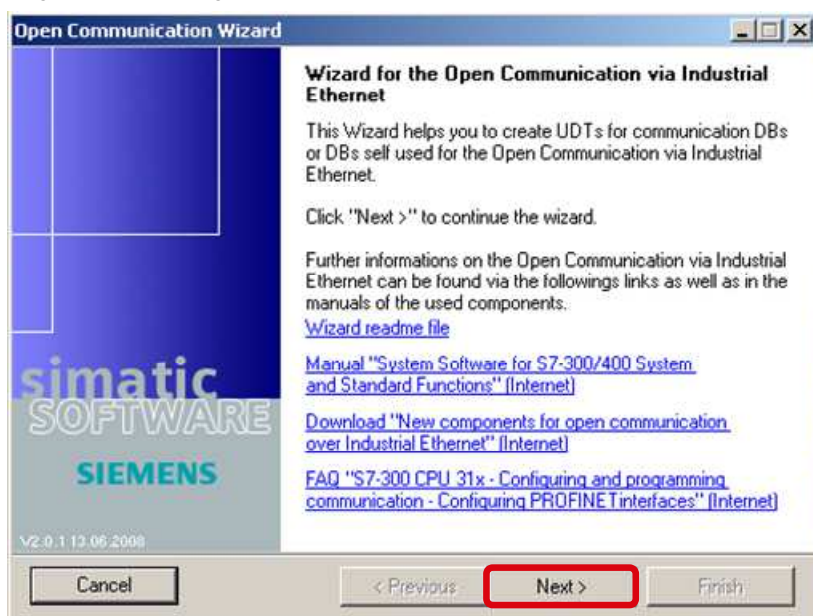 Open Communication Wizard
Wizard for the Open Communication via Industrial
Ethernet
This Wizard helps you to create UDTs for communication DBs
or DBs self used for the Open Communication via Industrial
Ethernet.
Click "Next >" to continue the wizard.
Further informations on the Open Communication via Industrial
Ethernet can be found via the followings links as well as in the
manuals of the used components.
Wizard readme file
Manual "System Software for S7-300/400 System
and Standard Functions" (Internet)
Download "New components for open communication
over Industrial Ethernet" (Internet)
FAQ "S7-300 CPU 31x - Configuring and programming
communication - Configuring PROFINETinterfaces" (Internet)
simatic
SOFTWARE
SIEMENS
V2.0.1 13.06.2008
Cancel
< Previous
Next >
Finish